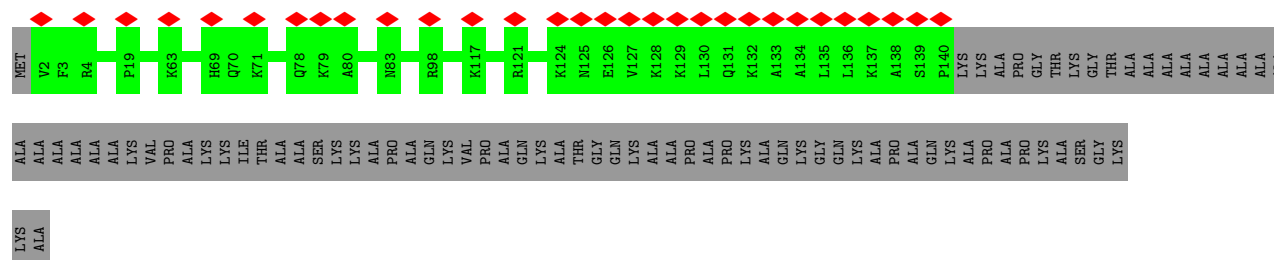 MET V2 F3 R4 P19 K63 H69 Q70 K71 Q78 K79 A80 N83 R98 K117 R121 K124 N125 E126 V127 K128 K129 L130 Q131 K132 A133 A134 L135 L136 K137 A138 S139 P140 LYS LYS ALA PRO GLY THR LYS GLY THR ALA ALA ALA ALA ALA ALA ALA ALA
ALA ALA ALA ALA ALA ALA LYS VAL PRO ALA LYS LYS ILE THR ALA ALA SER LYS LYS ALA PRO ALA GLN LYS VAL PRO ALA GLN LYS ALA THR GLY GLN LYS ALA ALA PRO ALA PRO LYS ALA GLN LYS GLY GLN LYS ALA PRO ALA GLN LYS ALA PRO ALA PRO LYS ALA SER GLY LYS
LYS ALA